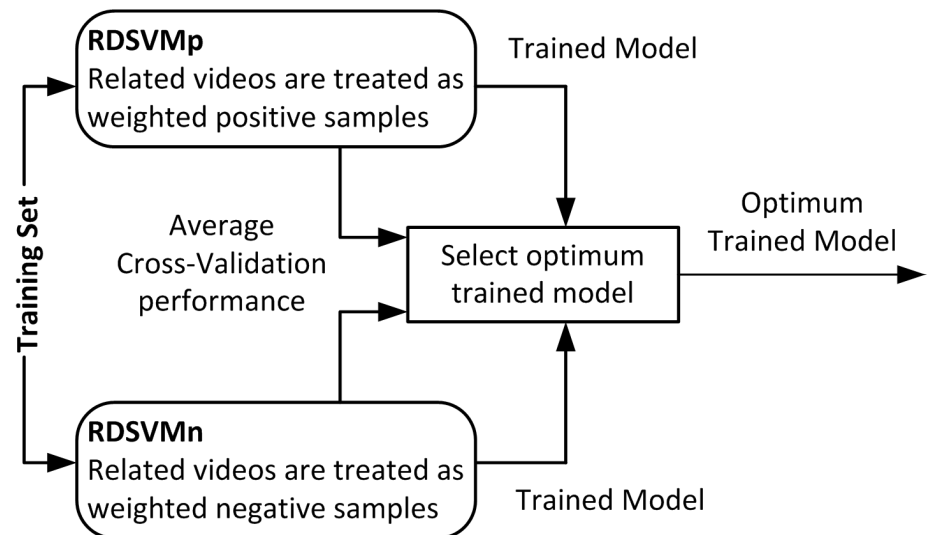 RDSVMp
Related videos are treated as
weighted positive samples
Trained Model
Training Set
Average
Cross-Validation
performance
Select optimum
trained model
Optimum
Trained Model
RDSVMn
Related videos are treated as
weighted negative samples
Trained Model